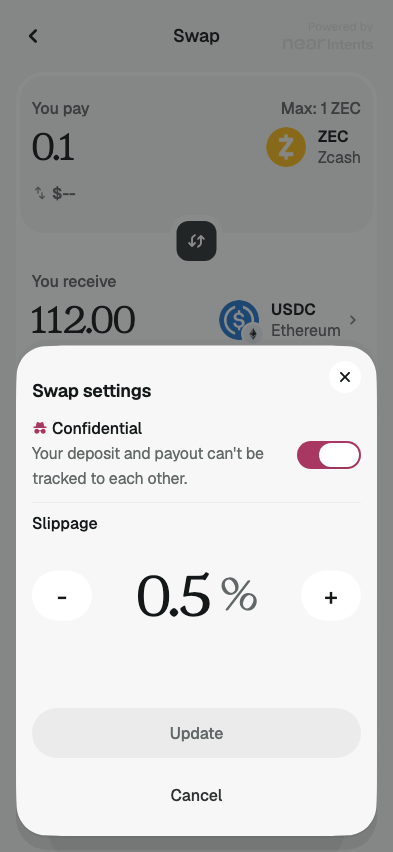 Swap
Powered by
near Intents
You pay
Max: 1 ZEC
0.1
ZEC
Zcash
$--
You receive
112.00
USDC
Ethereum
Swap settings
Confidential
Your deposit and payout can't be
tracked to each other.
Slippage
-
0.5 %
+
Update
Cancel